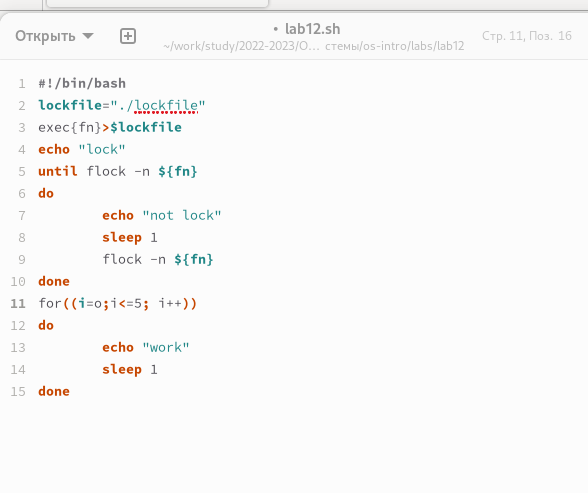 Открыть
• lab12.sh
~/work/study/2022-2023/О... стемы/os-intro/labs/lab12
Стр. 11, Поз. 16
1 #!/bin/bash
2 lockfile="./lockfile"
3 exec{fn}>$lockfile
4 echo "lock"
5 until flock -n ${fn}
6 do
7 echo "not lock"
8 sleep 1
9 flock -n ${fn}
10 done
11 for((i=o;i<=5; i++))
12 do
13 echo "work"
14 sleep 1
15 done